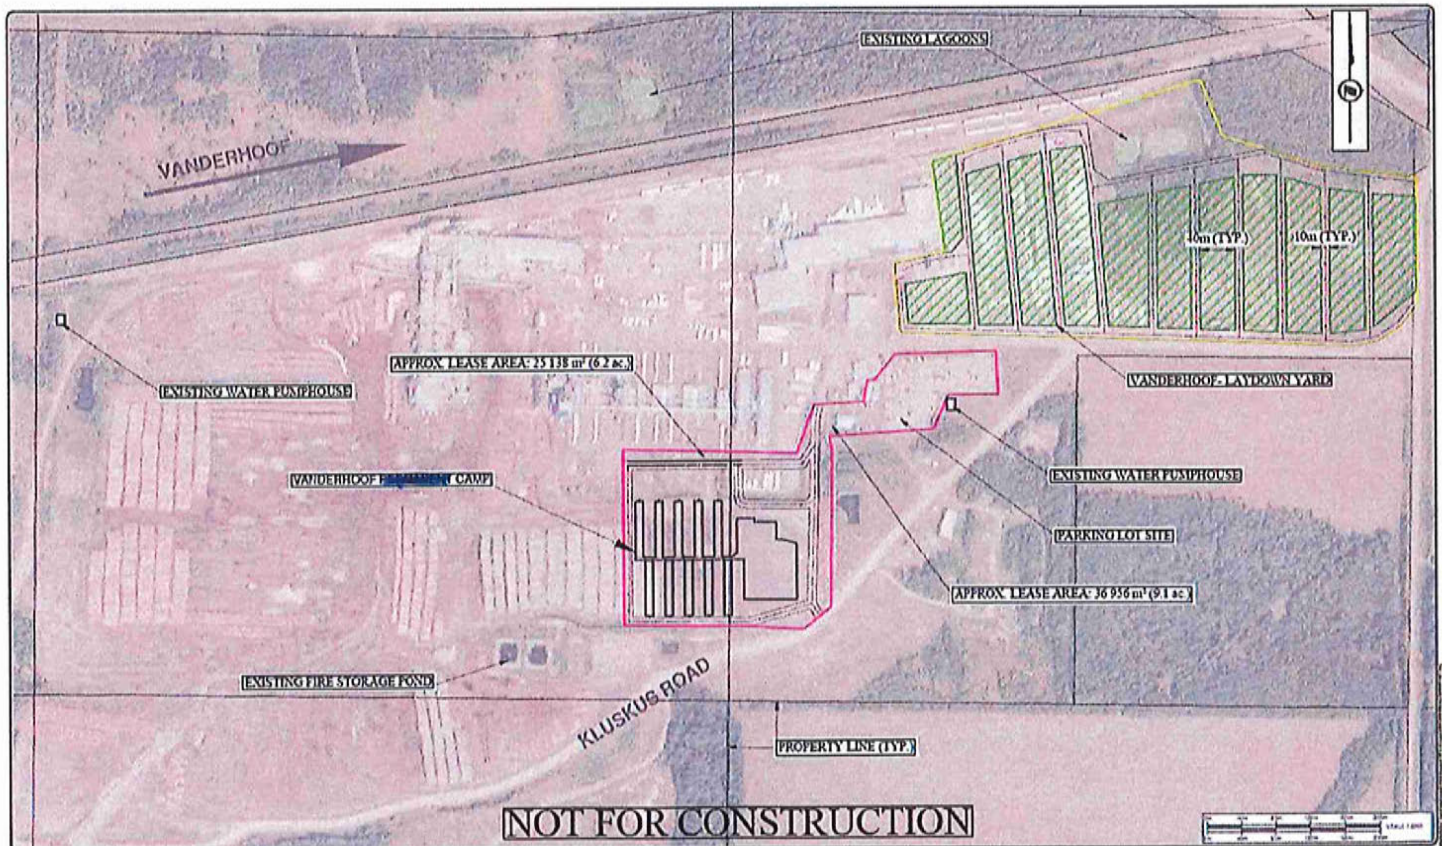 EXISTING LAGOONS
VANDERHOOF
40m (TYP.)
10m (TYP.)
APPROX. LEASE AREA: 25 138 m² (6.2 ac.)
EXISTING WATER PUMPHOUSE
VANDERHOOF- LAYDOWN YARD
VANDERHOOF CAMP
EXISTING WATER PUMPHOUSE
PARKING LOT SITE
APPROX. LEASE AREA: 36 956 m² (9.1 ac.)
EXISTING FIRE STORAGE POND
KLUSKUS ROAD
PROPERTY LINE (TYP.)
NOT FOR CONSTRUCTION